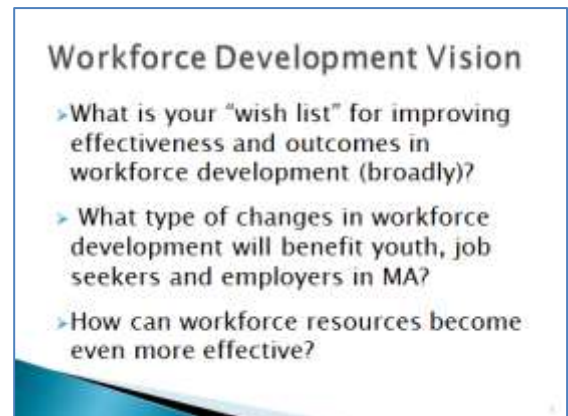 Workforce Development Vision
➢What is your “wish list” for improving
effectiveness and outcomes in
workforce development (broadly)?
➢ What type of changes in workforce
development will benefit youth, job
seekers and employers in MA?
➢How can workforce resources become
even more effective?